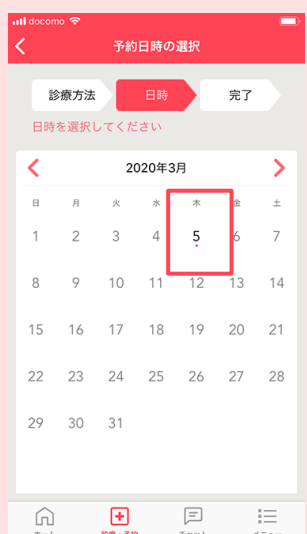 docomo
予約日時の選択
診療方法 日時 完了
日時を選択してください
2020年3月
日 月 火 水 木 金 土
1 2 3 4 5 6 7
8 9 10 11 12 13 14
15 16 17 18 19 20 21
22 23 24 25 26 27 28
29 30 31